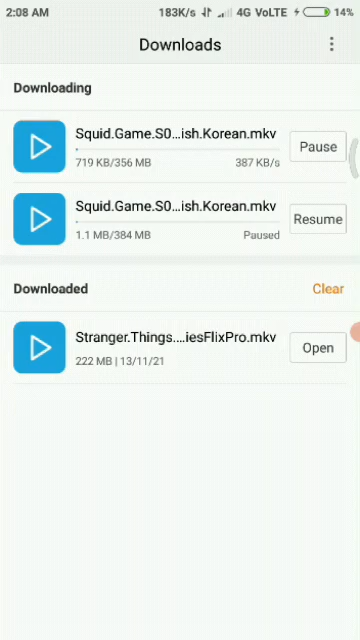 2:08 AM 183K/s 4G VoLTE 14%
Downloads
Downloading
Squid.Game.S0...ish.Korean.mkv
Pause
719 KB/356 MB 387 KB/s
Squid.Game.S0...ish.Korean.mkv
Resume
1.1 MB/384 MB Paused
Downloaded Clear
Stranger.Things....iesFlixPro.mkv
Open
222 MB | 13/11/21